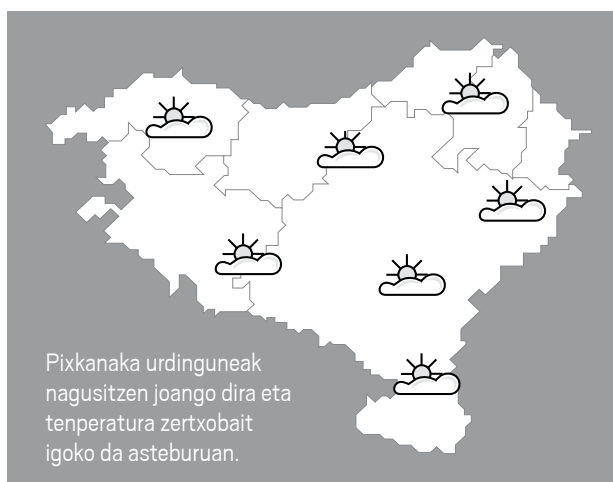 Pixkanaka urdinguneak
nagusitzen joango dira eta
tenperatura zertxobait
igoko da asteburuan.